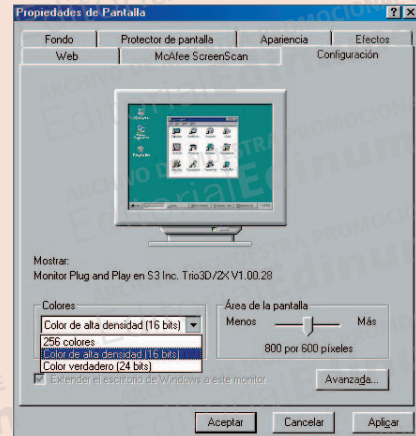 Propiedades de Pantalla
Fondo
Protector de pantalla
Apariencia
Efectos
Web
McAfee ScreenScan
Configuración
Mostrar:
Monitor Plug and Play en S3 Inc. Trio3D/2X V1.00.28
Colores
Área de la pantalla
Color de alta densidad (16 bits)
Menos
Más
256 colores
Color de alta densidad (16 bits)
Color verdadero (24 bits)
800 por 600 píxeles
Extender el escritorio de Windows a este monitor.
Avanzada...
Aceptar
Cancelar
Aplicar